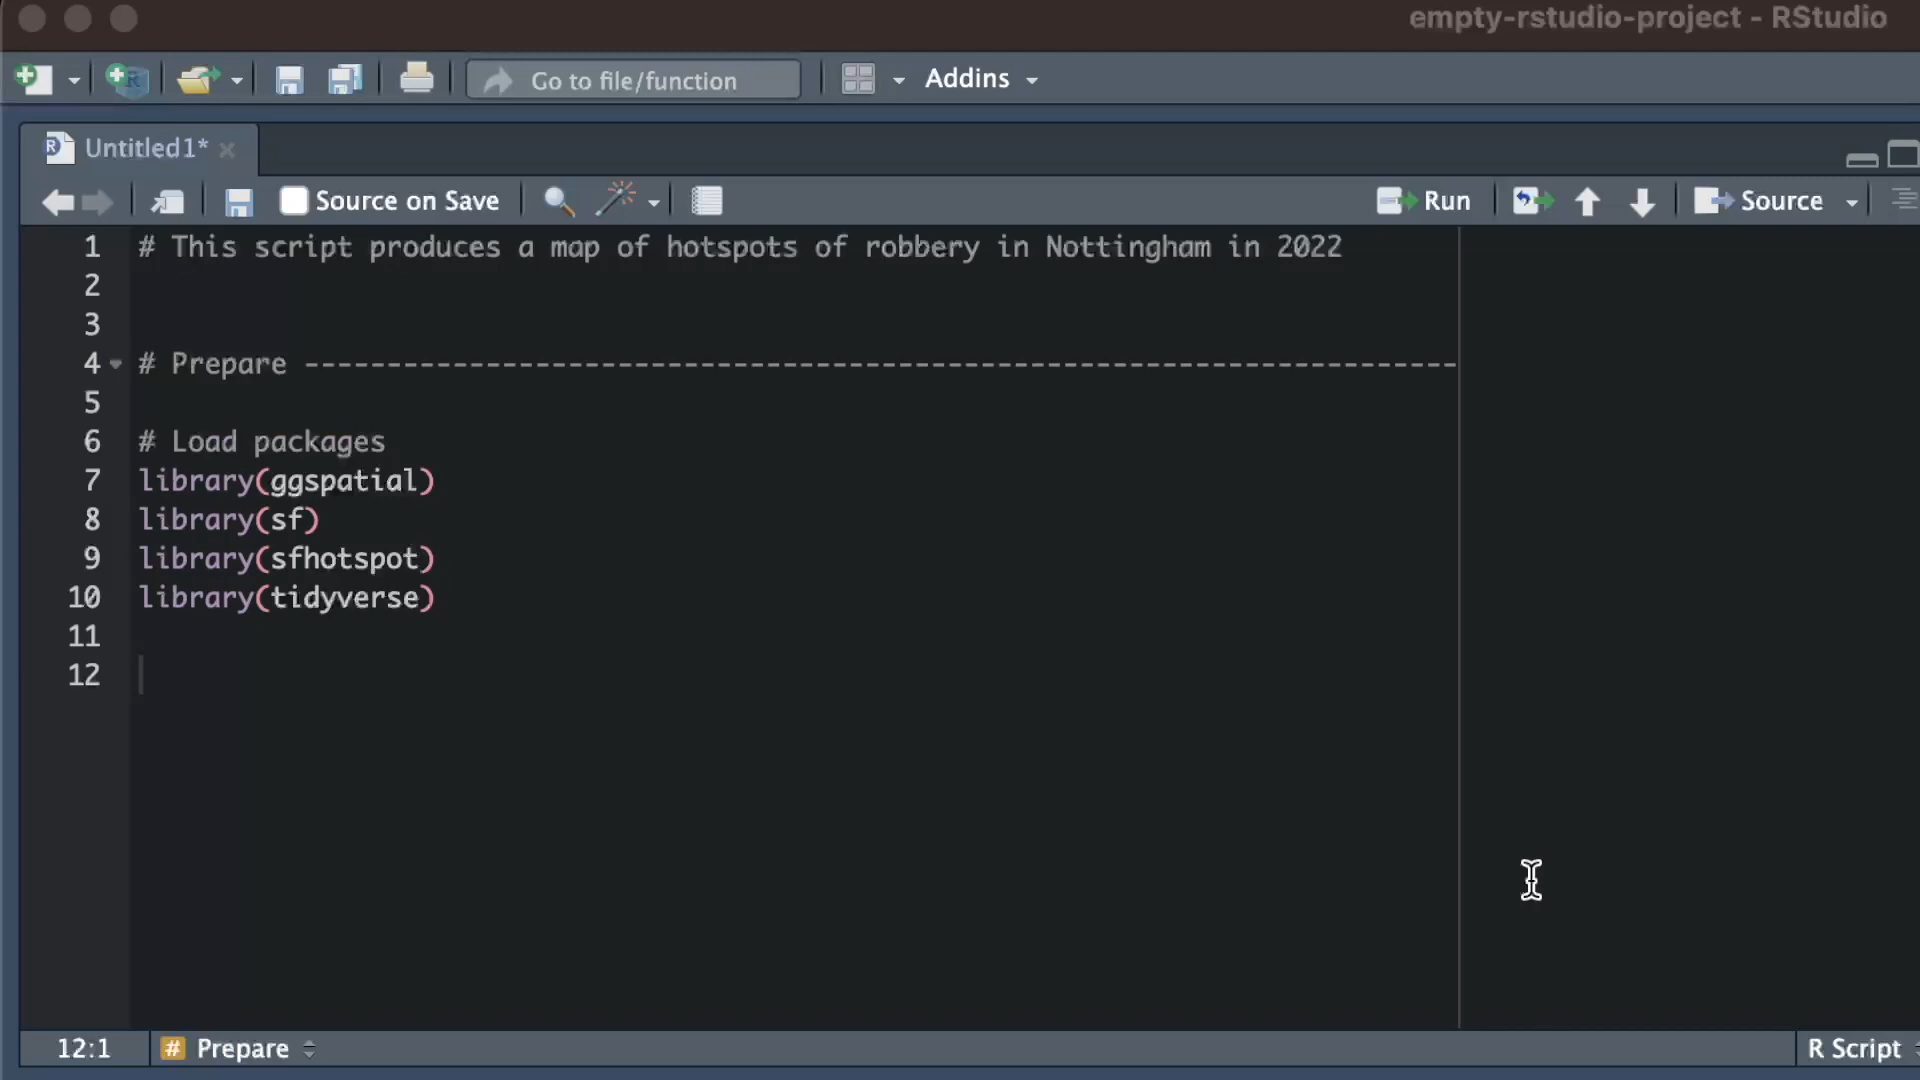 empty-rstudio-project - RStudio
Go to file/function
Addins
Untitled1*
Source on Save
Run
Source
1 # This script produces a map of hotspots of robbery in Nottingham in 2022
2
3
4 # Prepare ----------------------------------------------------------------------
5
6 # Load packages
7 library(ggspatial)
8 library(sf)
9 library(sfhotspot)
10 library(tidyverse)
11
12
12:1 # Prepare R Script